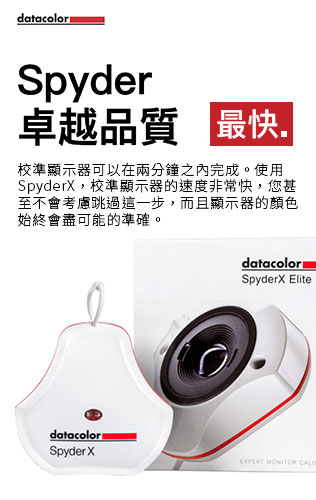 datacolor
Spyder
卓越品質 最快.
校準顯示器可以在兩分鐘之內完成。使用
SpyderX，校準顯示器的速度非常快，您甚
至不會考慮跳過這一步，而且顯示器的顏色
始終會盡可能的準確。
datacolor
SpyderX Elite
datacolor
Spyder X
EXPERT MONITOR CALI